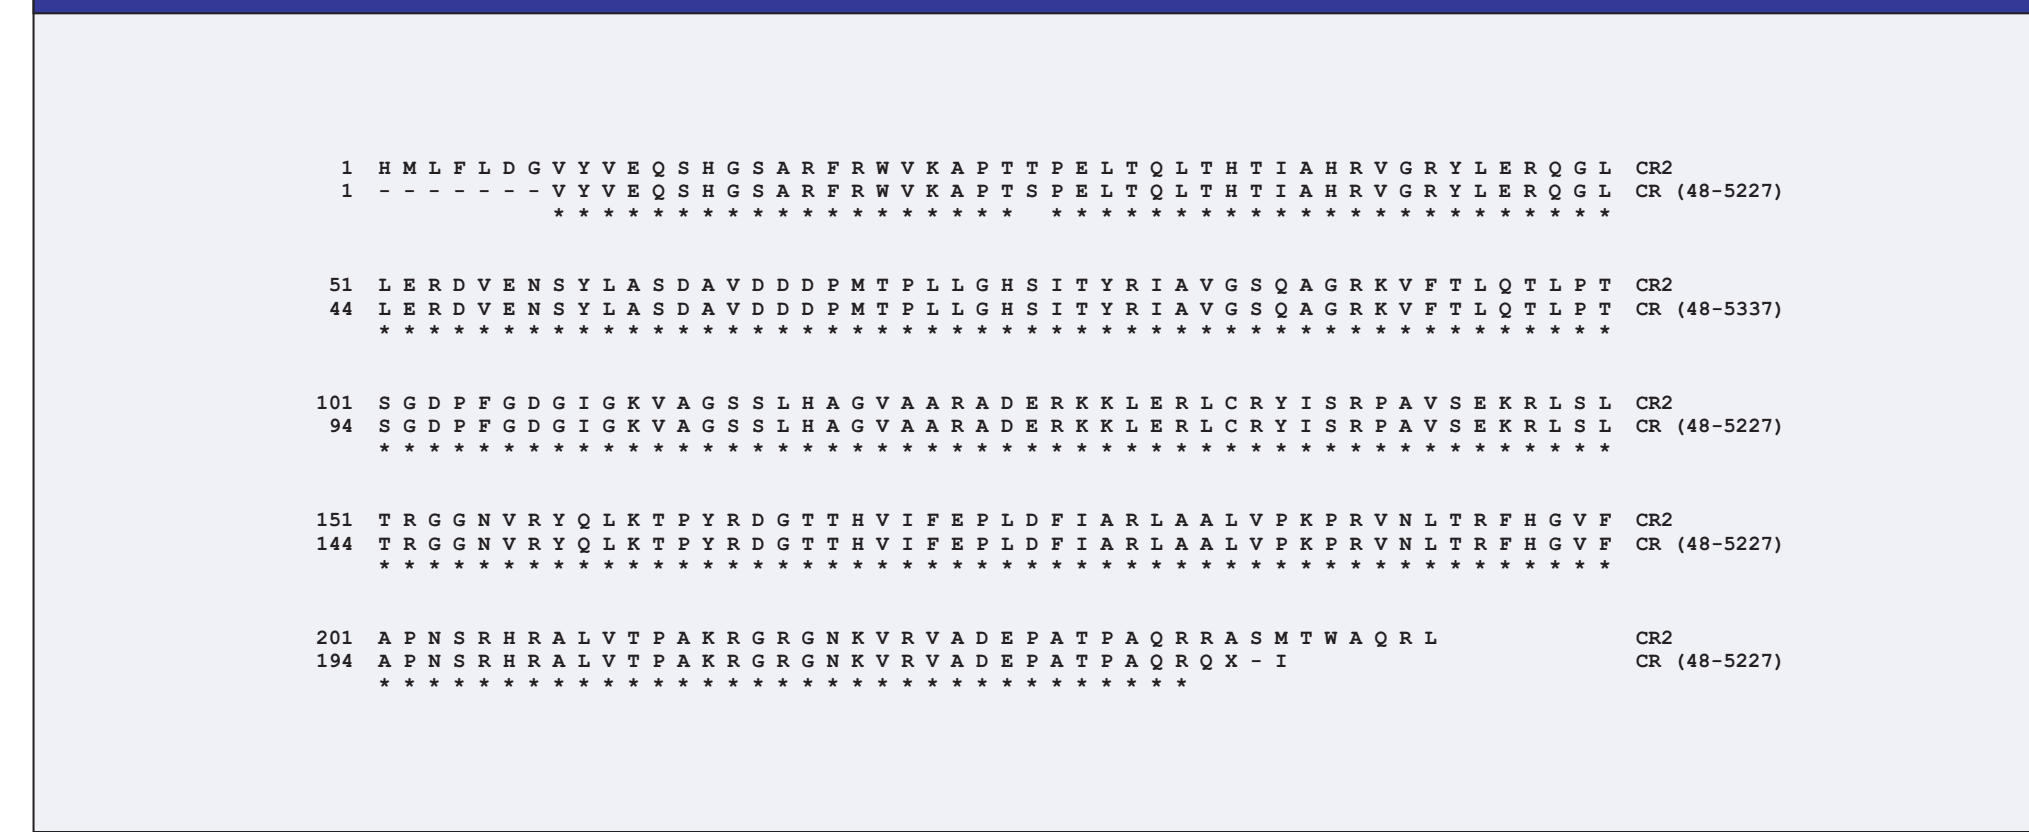 1 H M L F L D G V Y V E Q S H G S A R F R W V K A P T T P E L T Q L T H T I A H R V G R Y L E R Q G L CR2
1 - - - - - - - V Y V E Q S H G S A R F R W V K A P T S P E L T Q L T H T I A H R V G R Y L E R Q G L CR (48-5227)
* * * * * * * * * * * * * * * * * * * * * * * * * * * * * * * * * * * * * * * * * *
51 L E R D V E N S Y L A S D A V D D D P M T P L L G H S I T Y R I A V G S Q A G R K V F T L Q T L P T CR2
44 L E R D V E N S Y L A S D A V D D D P M T P L L G H S I T Y R I A V G S Q A G R K V F T L Q T L P T CR (48-5337)
* * * * * * * * * * * * * * * * * * * * * * * * * * * * * * * * * * * * * * * * * * * * * * * * * *
101 S G D P F G D G I G K V A G S S L H A G V A A R A D E R K K L E R L C R Y I S R P A V S E K R L S L CR2
94 S G D P F G D G I G K V A G S S L H A G V A A R A D E R K K L E R L C R Y I S R P A V S E K R L S L CR (48-5227)
* * * * * * * * * * * * * * * * * * * * * * * * * * * * * * * * * * * * * * * * * * * * * * * * * *
151 T R G G N V R Y Q L K T P Y R D G T T H V I F E P L D F I A R L A A L V P K P R V N L T R F H G V F CR2
144 T R G G N V R Y Q L K T P Y R D G T T H V I F E P L D F I A R L A A L V P K P R V N L T R F H G V F CR (48-5227)
* * * * * * * * * * * * * * * * * * * * * * * * * * * * * * * * * * * * * * * * * * * * * * * * * *
201 A P N S R H R A L V T P A K R G R G N K V R V A D E P A T P A Q R R A S M T W A Q R L CR2
194 A P N S R H R A L V T P A K R G R G N K V R V A D E P A T P A Q R Q X - I CR (48-5227)
* * * * * * * * * * * * * * * * * * * * * * * * * * * * * * * * *